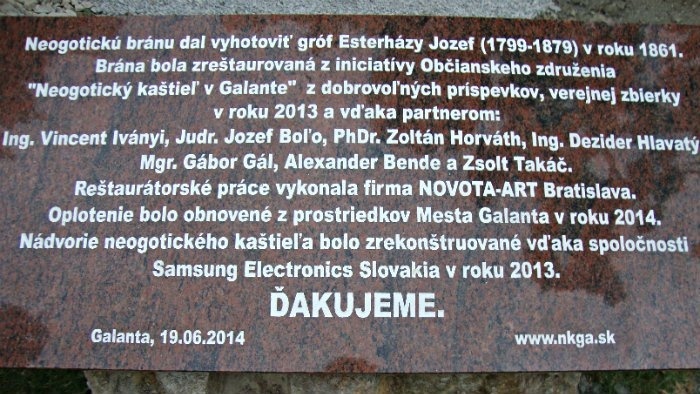 Neogotickú bránu dal vyhotoviť gróf Esterházy Jozef (1799-1879) v roku 1861.
Brána bola zreštaurovaná z iniciatívy Občianskeho združenia
"Neogotický kaštieľ v Galante" z dobrovoľných príspevkov, verejnej zbierky
v roku 2013 a vďaka partnerom:
Ing. Vincent Iványi, Judr. Jozef Boľo, PhDr. Zoltán Horváth, Ing. Dezider Hlavatý
Mgr. Gábor Gál, Alexander Bende a Zsolt Takáč.
Reštaurátorské práce vykonala firma NOVOTA-ART Bratislava.
Oplotenie bolo obnovené z prostriedkov Mesta Galanta v roku 2014.
Nádvorie neogotického kaštieľa bolo zrekonštruované vďaka spoločnosti
Samsung Electronics Slovakia v roku 2013.
ĎAKUJEME.
Galanta, 19.06.2014 www.nkga.sk